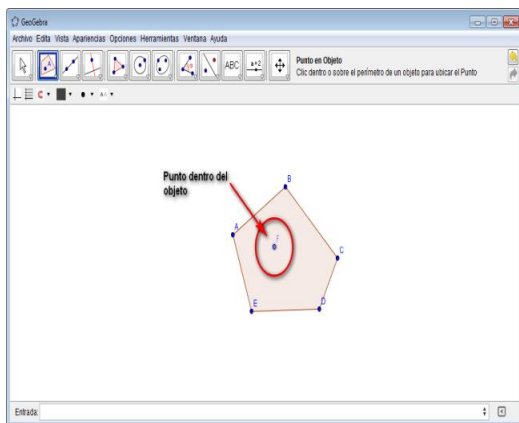 GeoGebra
Archivo Edita Vista Apariencias Opciones Herramientas Ventana Ayuda
A
ABC
a=2
Punto en Objeto
Clic dentro o sobre el perímetro de un objeto para ubicar el Punto
Punto dentro del
objeto
B
A
F
C
E
D
Entrada: